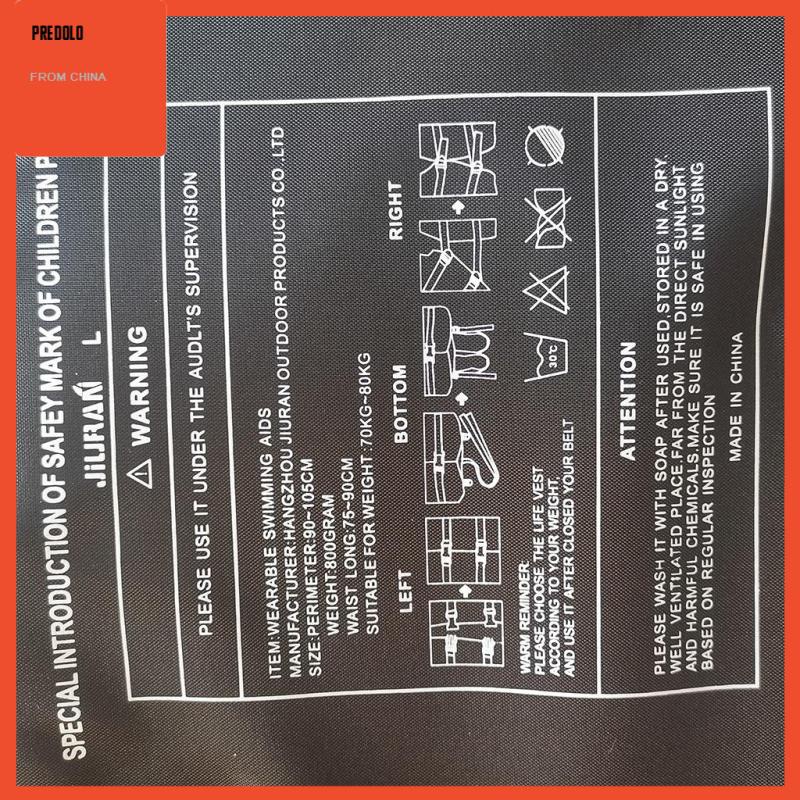 PREDOLO
FROM CHINA
SPECIAL INTRODUCTION OF SAFEY MARK OF CHILDREN P
JIURAN L
WARNING
PLEASE USE IT UNDER THE AUDLT'S SUPERVISION
ITEM:WEARABLE SWIMMING AIDS
MANUFACTURER:HANGZHOU JIURAN OUTDOOR PRODUCTS CO.,LTD
SIZE:PERIMETER:90~105CM
WEIGHT:800GRAM
WAIST LONG:75~90CM
SUITABLE FOR WEIGHT :70KG~80KG
LEFT BOTTOM RIGHT
30°C
WARM REMINDER:
PLEASE CHOOSE THE LIFE VEST
ACCORDING TO YOUR WEIGHT,
AND USE IT AFTER CLOSED YOUR BELT
ATTENTION
PLEASE WASH IT WITH SOAP AFTER USED,STORED IN A DRY,
WELL VENTILATED PLACE,FAR FROM THE DIRECT SUNLIGHT
AND HARMFUL CHEMICALS.MAKE SURE IT IS SAFE IN USING
BASED ON REGULAR INSPECTION
MADE IN CHINA